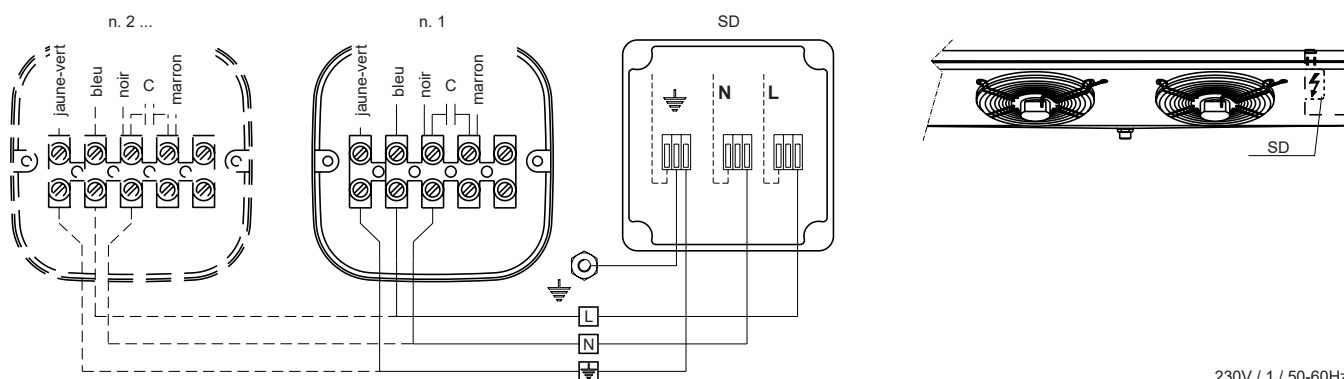 n. 2 ...
n. 1
SD
jaune-vert
bleu
noir
C
marron
jaune-vert
bleu
noir
C
marron
N
L
SD
L
N
230V / 1 / 50-60Hz